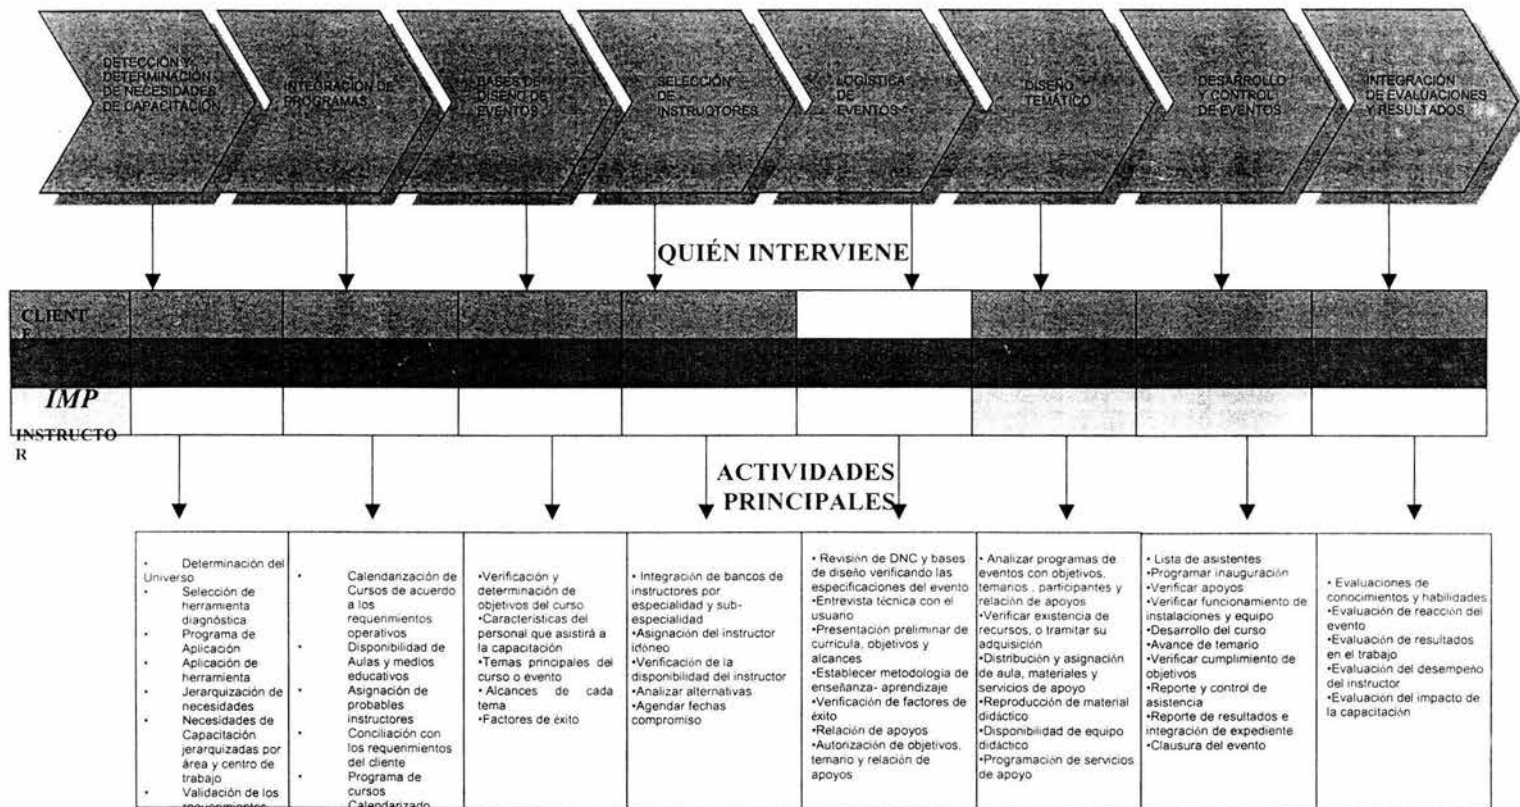 DETECCIÓN Y
DETERMINACIÓN
DE NECESIDADES
DE CAPACITACIÓN
INTEGRACIÓN DE
PROGRAMAS
BASES DE
DISEÑO DE
EVENTOS
SELECCIÓN
DE
INSTRUCTORES
LOGÍSTICA
DE
EVENTOS
DISEÑO
TEMÁTICO
DESARROLLO
Y CONTROL
DE EVENTOS
INTEGRACIÓN
DE EVALUACIONES
Y RESULTADOS
QUIÉN INTERVIENE
CLIENT
E
IMP
INSTRUCTO
R
ACTIVIDADES
PRINCIPALES
• Determinación del
Universo
• Selección de
herramienta
diagnóstica
• Programa de
Aplicación
• Aplicación de
herramienta
• Jerarquización de
necesidades
• Necesidades de
Capacitación
jerarquizadas por
área y centro de
trabajo
• Validación de los
requerimientos
• Calendarización de
Cursos de acuerdo
a los
requerimientos
operativos
• Disponibilidad de
Aulas y medios
educativos
• Asignación de
probables
instructores
• Conciliación con
los requerimientos
del cliente
• Programa de
cursos
Calendarizado
•Verificación y
determinación de
objetivos del curso
•Características del
personal que asistirá a
la capacitación
•Temas principales del
curso o evento
•Alcances de cada
tema
•Factores de éxito
• Integración de bancos de
instructores por
especialidad y sub-
especialidad
•Asignación del instructor
idóneo
•Verificación de la
disponibilidad del instructor
•Analizar alternativas
•Agendar fechas
compromiso
• Revisión de DNC y bases
de diseño verificando las
especificaciones del evento
•Entrevista técnica con el
usuario
•Presentación preliminar de
currícula, objetivos y
alcances
•Establecer metodología de
enseñanza- aprendizaje
•Verificación de factores de
éxito
•Relación de apoyos
•Autorización de objetivos,
temario y relación de
apoyos
• Analizar programas de
eventos con objetivos,
temarios , participantes y
relación de apoyos
•Verificar existencia de
recursos, o tramitar su
adquisición
•Distribución y asignación
de aula, materiales y
servicios de apoyo
•Reproducción de material
didáctico
•Disponibilidad de equipo
didáctico
•Programación de servicios
de apoyo
• Lista de asistentes
•Programar inauguración
•Verificar apoyos
•Verificar funcionamiento de
instalaciones y equipo
•Desarrollo del curso
•Avance de temario
•Verificar cumplimiento de
objetivos
•Reporte y control de
asistencia
•Reporte de resultados e
integración de expediente
•Clausura del evento
• Evaluaciones de
conocimientos y habilidades
•Evaluación de reacción del
evento
•Evaluación de resultados
en el trabajo
•Evaluación del desempeño
del instructor
•Evaluación del impacto de
la capacitación